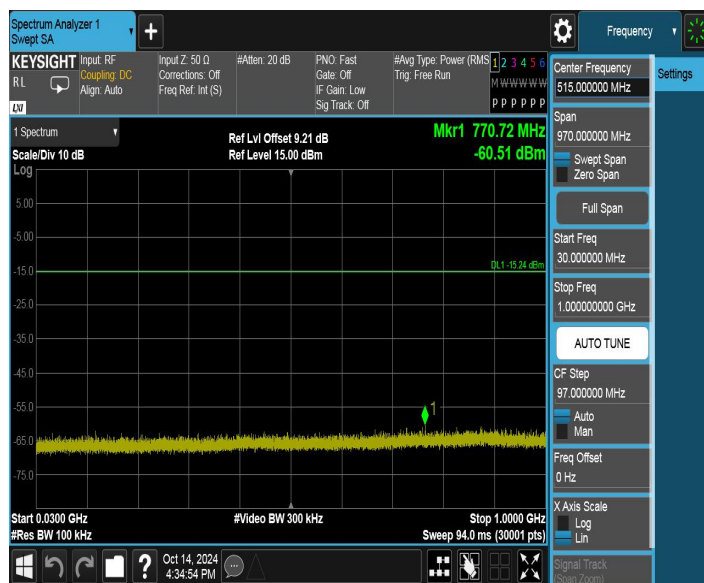 Spectrum Analyzer 1
Swept SA
+
Frequency
KEYSIGHT
RL
LXI
Input: RF
Coupling: DC
Align: Auto
Input Z: 50 Ω
Corrections: Off
Freq Ref: Int (S)
#Atten: 20 dB
PNO: Fast
Gate: Off
IF Gain: Low
Sig Track: Off
#Avg Type: Power (RMS
Trig: Free Run
1 2 3 4 5 6
M W W W W W
P P P P P P
1 Spectrum
Scale/Div 10 dB
Ref Lvl Offset 9.21 dB
Ref Level 15.00 dBm
Mkr1 770.72 MHz
-60.51 dBm
Log
5.00
-5.00
-15.0
DL1 -15.24 dBm
-25.0
-35.0
-45.0
-55.0
1
-65.0
-75.0
Start 0.0300 GHz
#Video BW 300 kHz
Stop 1.0000 GHz
#Res BW 100 kHz
Sweep 94.0 ms (30001 pts)
?
Oct 14, 2024
4:34:54 PM
Center Frequency
515.000000 MHz
Settings
Span
970.000000 MHz
Swept Span
Zero Span
Full Span
Start Freq
30.000000 MHz
Stop Freq
1.000000000 GHz
AUTO TUNE
CF Step
97.000000 MHz
Auto
Man
Freq Offset
0 Hz
X Axis Scale
Log
Lin
Signal Track
(Span Zoom)